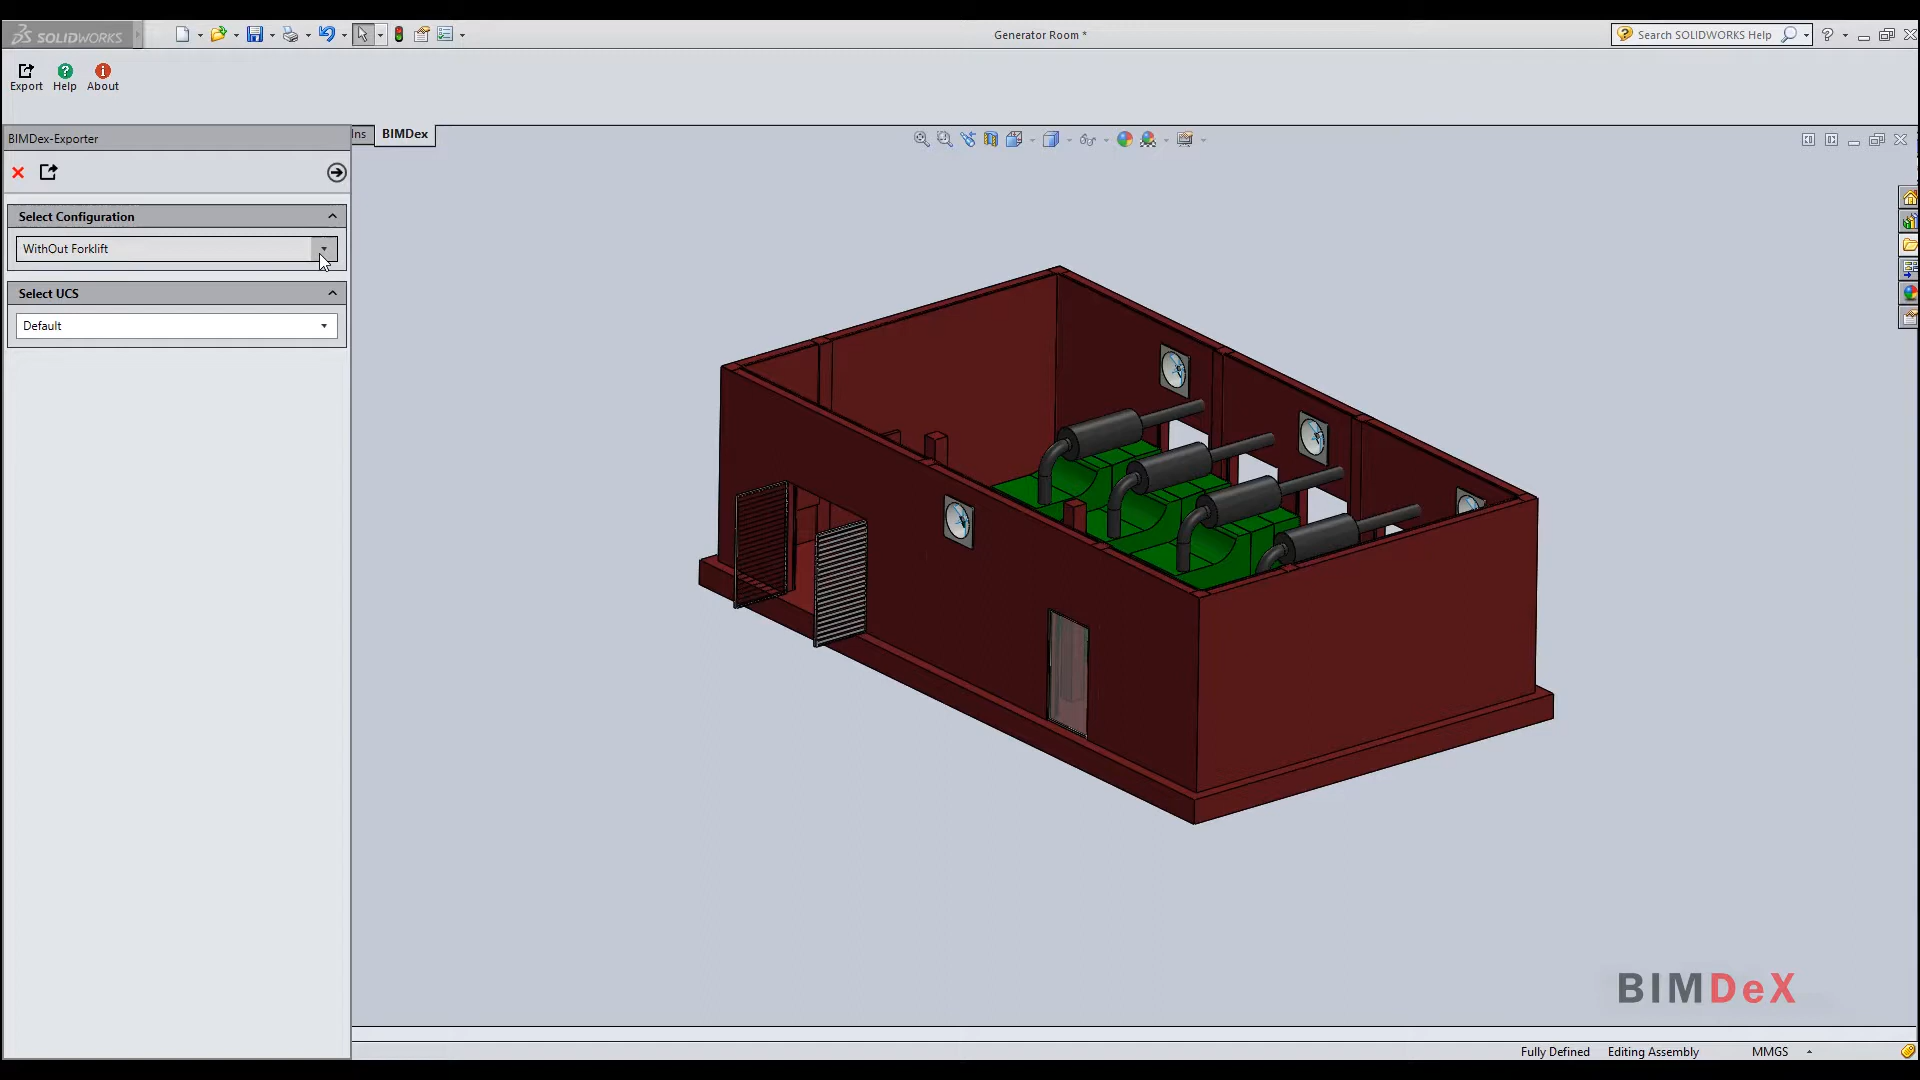 SOLIDWORKS
Generator Room *
Search SOLIDWORKS Help
Export Help About
BIMDex-Exporter
Ins BIMDex
Select Configuration
WithOut Forklift
Select UCS
Default
BIMDeX
Fully Defined Editing Assembly MMGS